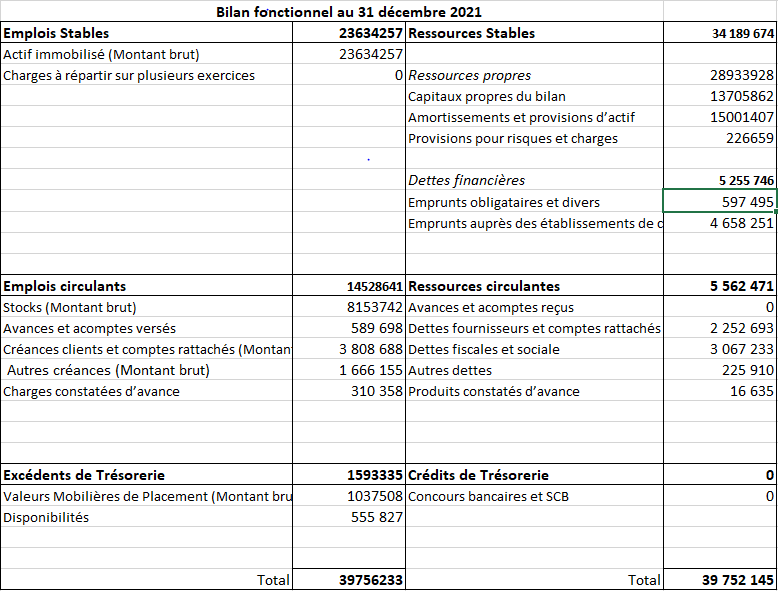 Bilan fonctionnel au 31 décembre 2021
Emplois Stables 23634257 Ressources Stables 34 189 674
Actif immobilisé (Montant brut) 23634257
Charges à répartir sur plusieurs exercices 0 Ressources propres 28933928
Capitaux propres du bilan 13705862
Amortissements et provisions d’actif 15001407
Provisions pour risques et charges 226659
Dettes financières 5 255 746
Emprunts obligataires et divers 597 495
Emprunts auprès des établissements de c 4 658 251
Emplois circulants 14528641 Ressources circulantes 5 562 471
Stocks (Montant brut) 8153742 Avances et acomptes reçus 0
Avances et acomptes versés 589 698 Dettes fournisseurs et comptes rattachés 2 252 693
Créances clients et comptes rattachés (Montan 3 808 688 Dettes fiscales et sociale 3 067 233
Autres créances (Montant brut) 1 666 155 Autres dettes 225 910
Charges constatées d’avance 310 358 Produits constatés d’avance 16 635
Excédents de Trésorerie 1593335 Crédits de Trésorerie 0
Valeurs Mobilières de Placement (Montant bru 1037508 Concours bancaires et SCB 0
Disponibilités 555 827
Total 39756233 Total 39 752 145